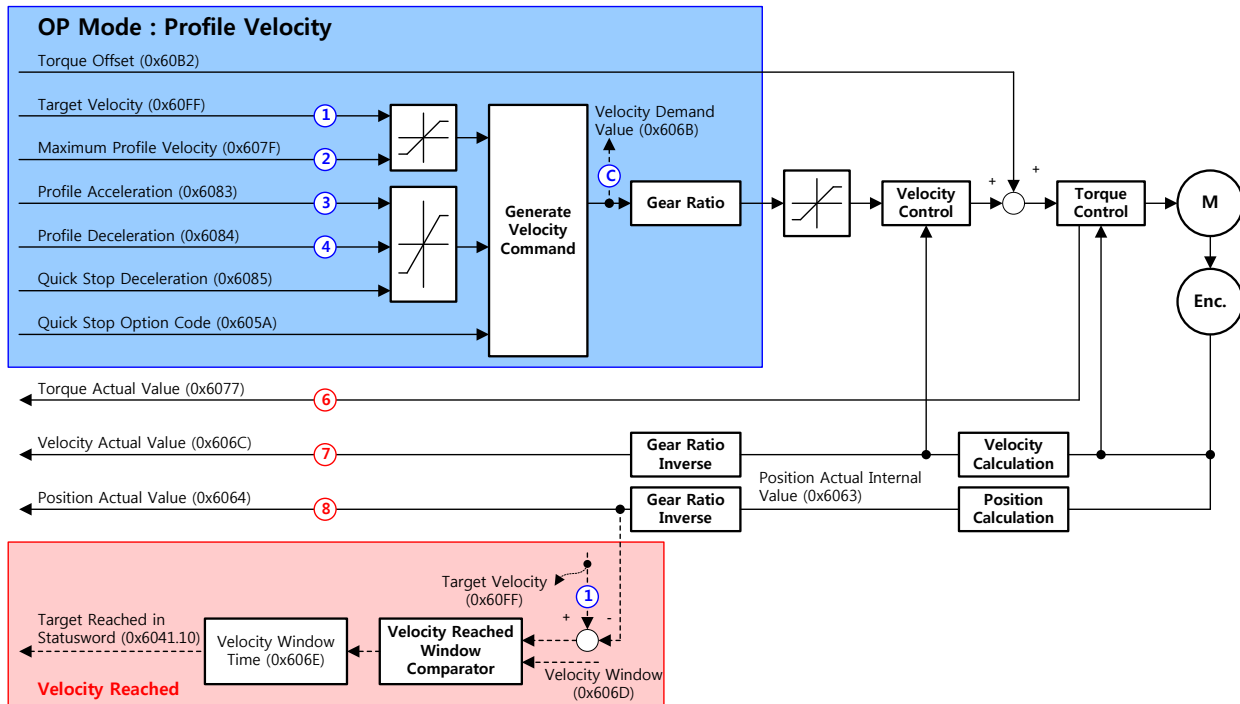 OP Mode : Profile Velocity
Torque Offset (0x60B2)
Target Velocity (0x60FF)
1
Maximum Profile Velocity (0x607F)
2
Profile Acceleration (0x6083)
3
Profile Deceleration (0x6084)
4
Quick Stop Deceleration (0x6085)
Quick Stop Option Code (0x605A)
Generate
Velocity
Command
Velocity Demand
Value (0x606B)
C
Gear Ratio
Velocity
Control
+
+
Torque
Control
M
Enc.
Torque Actual Value (0x6077)
6
Velocity Actual Value (0x606C)
7
Gear Ratio
Inverse
Velocity
Calculation
Position Actual Value (0x6064)
8
Gear Ratio
Inverse
Position Actual Internal
Value (0x6063)
Position
Calculation
Target Velocity
(0x60FF)
1
+
-
Target Reached in
Statusword (0x6041.10)
Velocity Window
Time (0x606E)
Velocity Reached
Window
Comparator
Velocity Window
(0x606D)
Velocity Reached